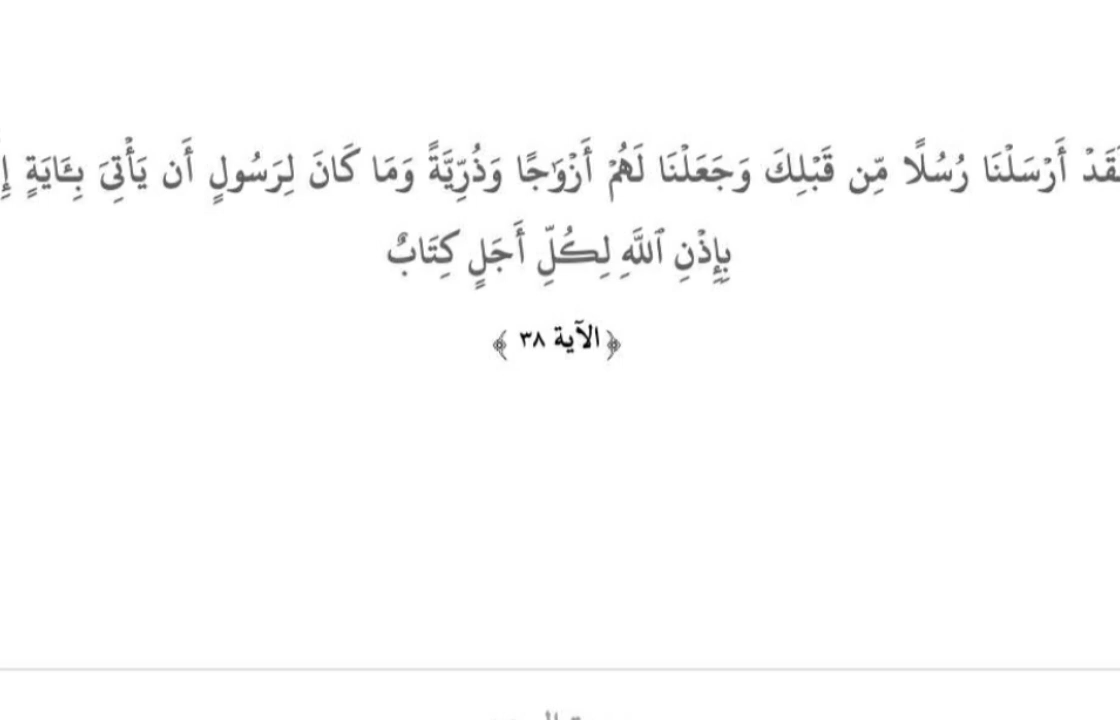 أَرْسَلْنَا رُسُلًا مِّن قَبْلِكَ وَجَعَلْنَا لَهُمْ أَزْوَٰجًا وَذُرِّيَّةً وَمَا كَانَ لِرَسُولٍ أَن يَأْتِىَ بِـَٔايَةٍ
بِإِذْنِ ٱللَّهِ لِكُلِّ أَجَلٍ كِتَابٌ
﴿الآية ٣٨﴾